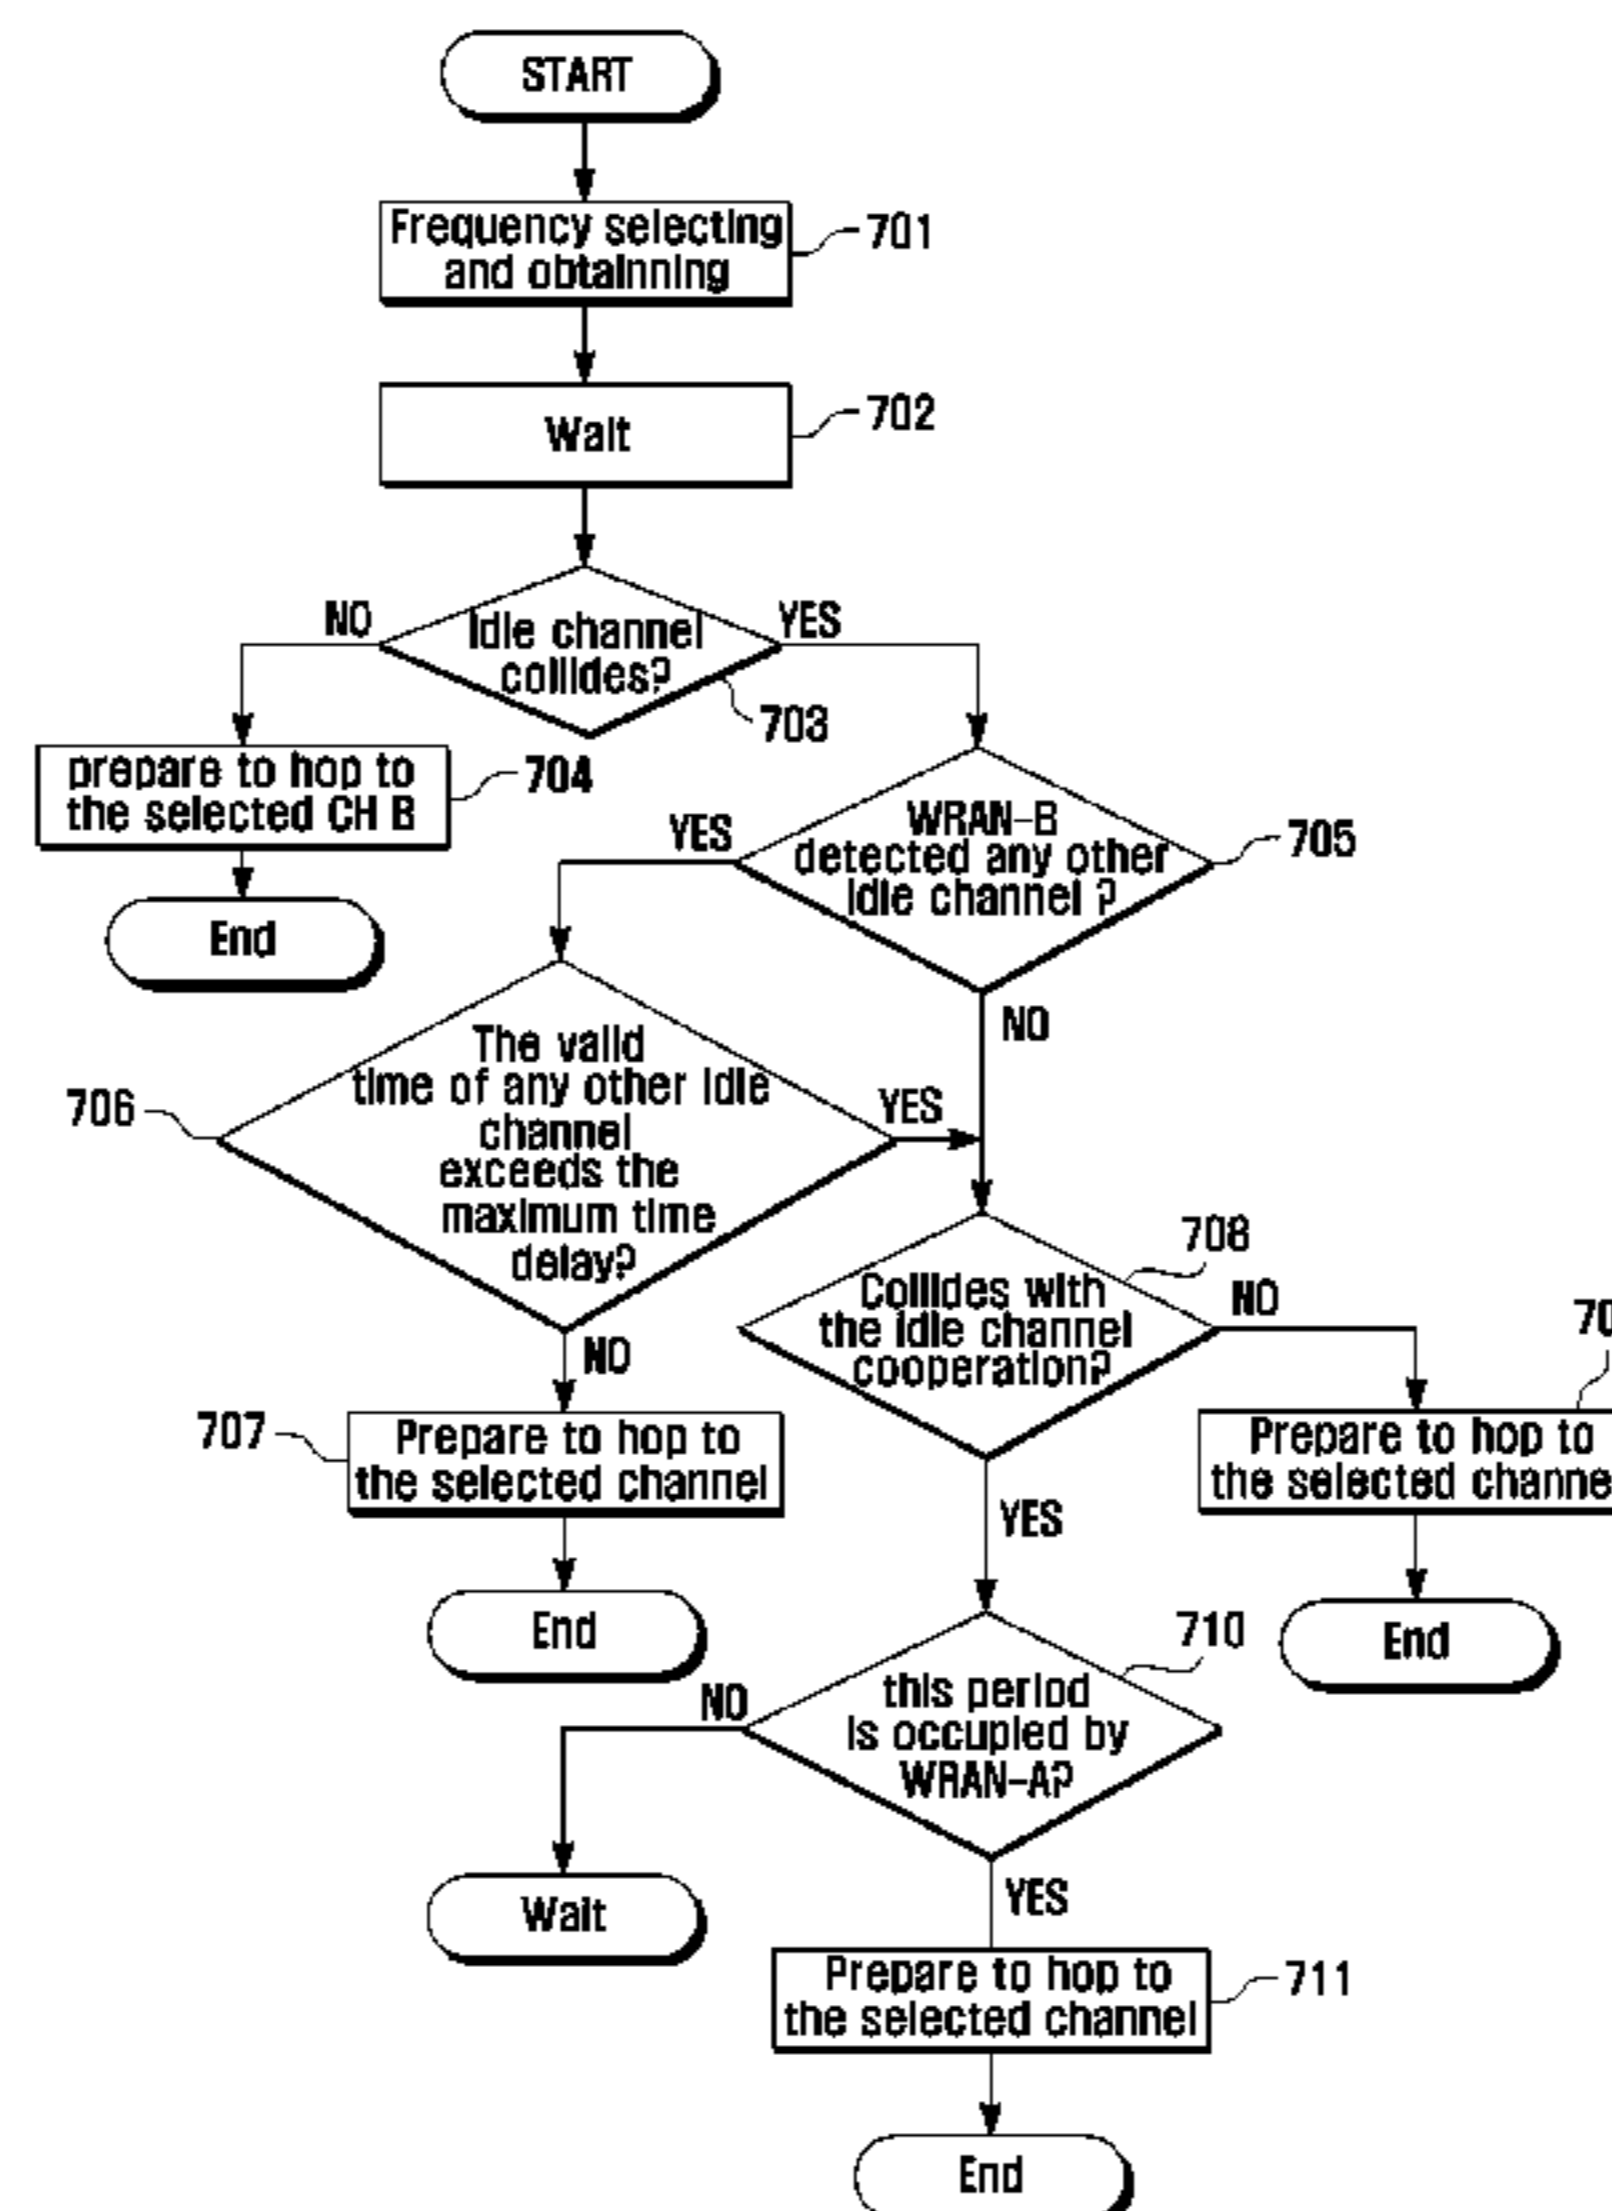 START
Frequency selecting
and obtainning
701
Wait
702
NO
Idle channel
collides?
YES
703
prepare to hop to
the selected CH B
704
End
YES
WRAN-B
detected any other
idle channel ?
705
NO
The valid
time of any other idle
channel
exceeds the
maximum time
delay?
706
YES
NO
708
Collides with
the idle channel
cooperation?
NO
70
707
Prepare to hop to
the selected channel
Prepare to hop to
the selected channe
YES
End
End
710
this period
is occupied by
WRAN-A?
NO
Wait
YES
Prepare to hop to
the selected channel
711
End